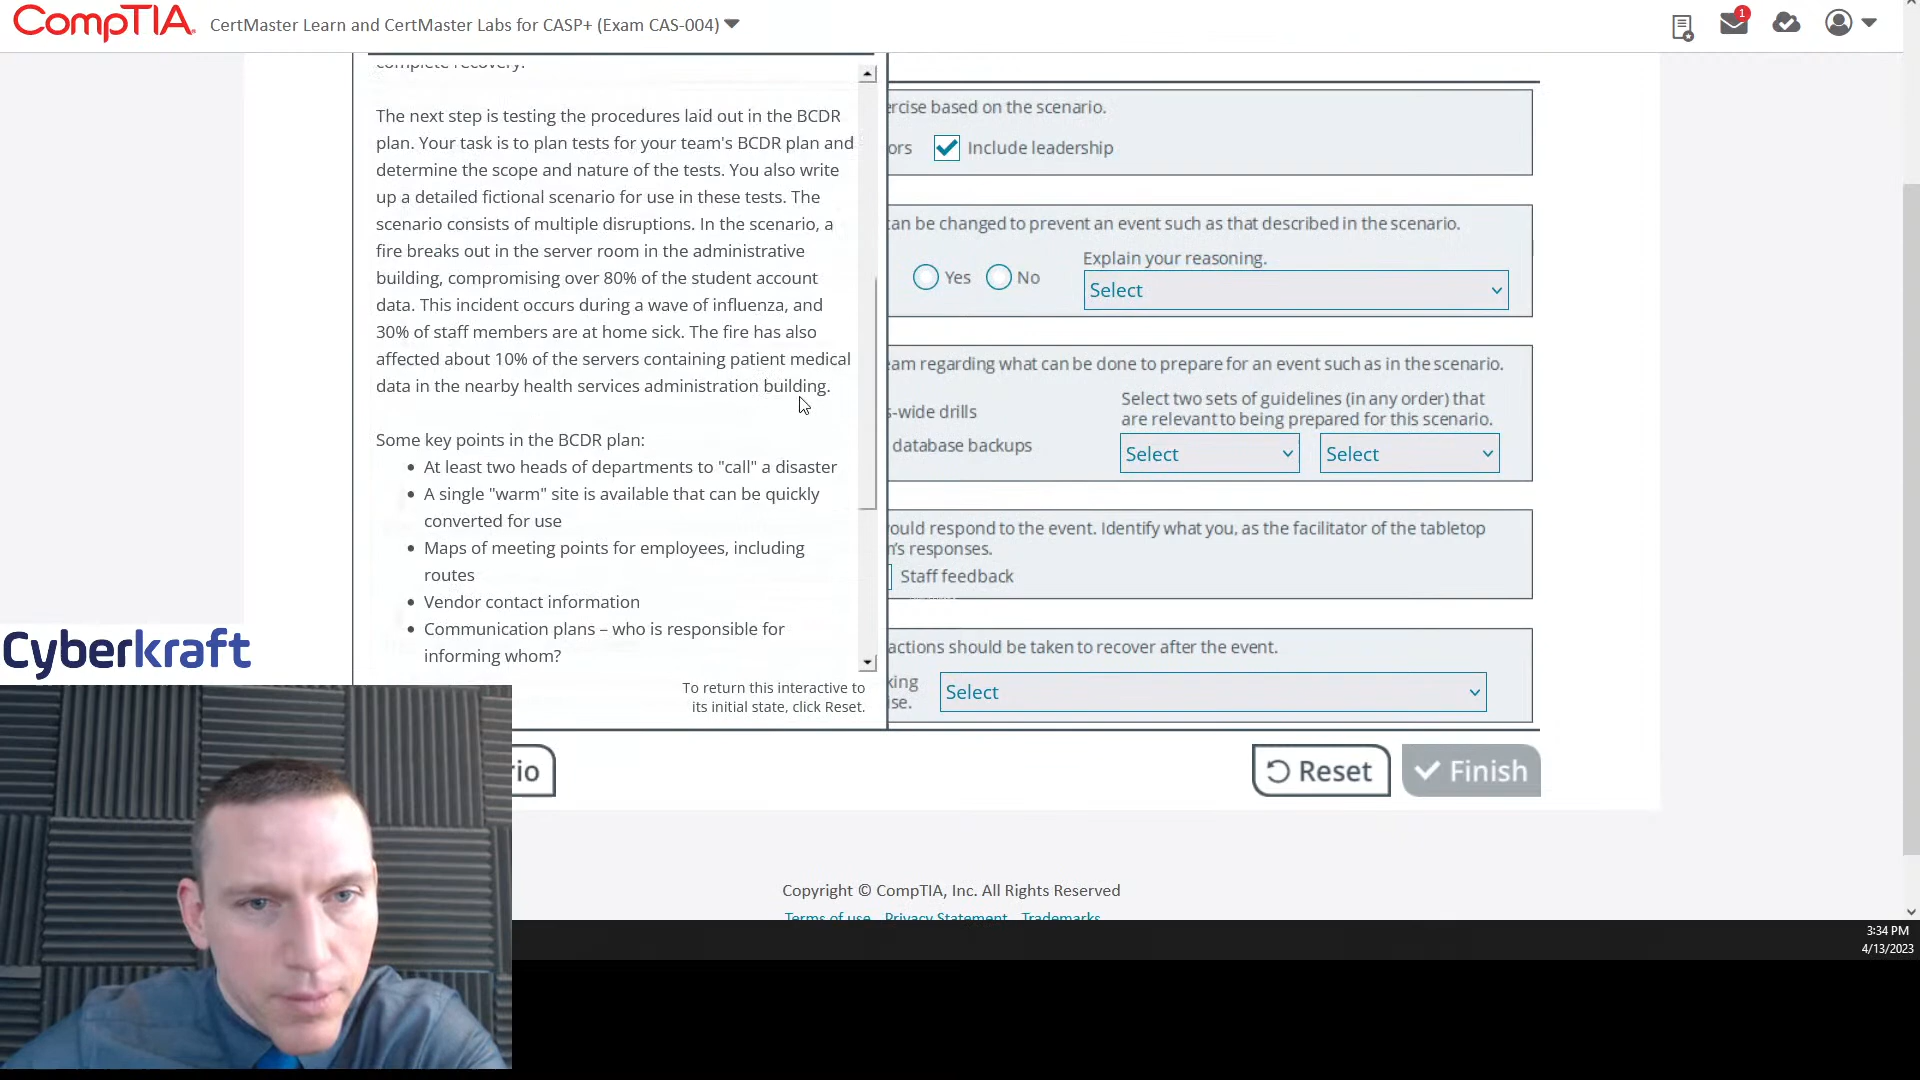 CompTIA.
CertMaster Learn and CertMaster Labs for CASP+ (Exam CAS-004)
1
complete recovery.
The next step is testing the procedures laid out in the BCDR
plan. Your task is to plan tests for your team's BCDR plan and
determine the scope and nature of the tests. You also write
up a detailed fictional scenario for use in these tests. The
scenario consists of multiple disruptions. In the scenario, a
fire breaks out in the server room in the administrative
building, compromising over 80% of the student account
data. This incident occurs during a wave of influenza, and
30% of staff members are at home sick. The fire has also
affected about 10% of the servers containing patient medical
data in the nearby health services administration building.
Some key points in the BCDR plan:
• At least two heads of departments to "call" a disaster
• A single "warm" site is available that can be quickly
converted for use
• Maps of meeting points for employees, including
routes
• Vendor contact information
• Communication plans – who is responsible for
informing whom?
To return this interactive to
its initial state, click Reset.
ercise based on the scenario.
ors Include leadership
can be changed to prevent an event such as that described in the scenario.
Explain your reasoning.
Yes No Select
eam regarding what can be done to prepare for an event such as in the scenario.
s-wide drills
database backups
Select two sets of guidelines (in any order) that
are relevant to being prepared for this scenario.
Select Select
ould respond to the event. Identify what you, as the facilitator of the tabletop
n's responses.
Staff feedback
actions should be taken to recover after the event.
king
se.
Select
io
Reset
Finish
Copyright © CompTIA, Inc. All Rights Reserved
Terms of use Privacy Statement Trademarks
3:34 PM
4/13/2023
Cyberkraft